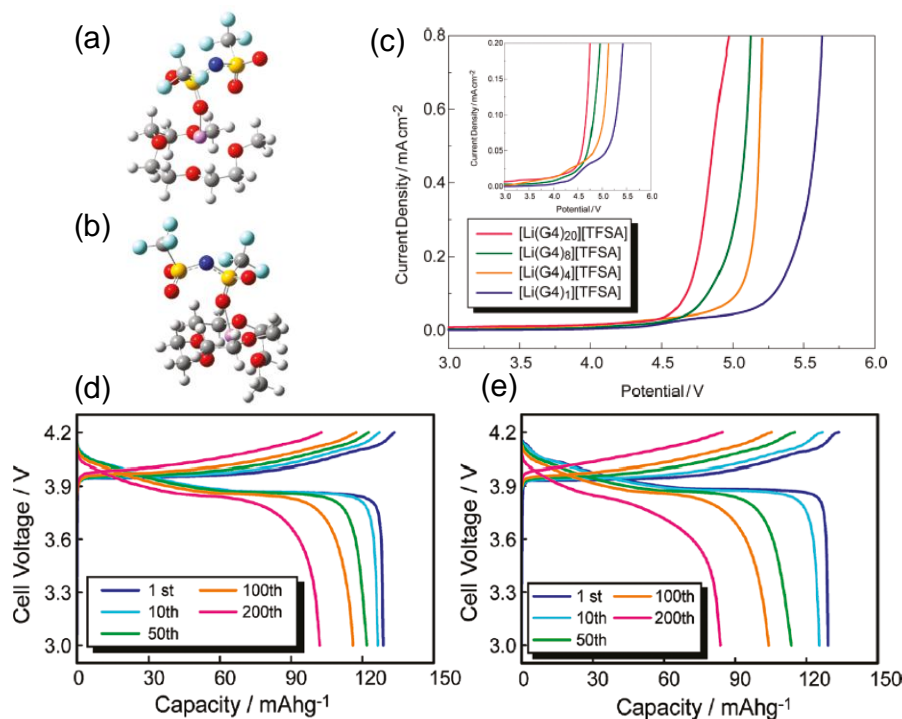 (a)
(b)
(c)
0.8
0.6
0.4
0.2
0.0
Current Density / mA cm-2
3.0 3.5 4.0 4.5 5.0 5.5 6.0
Potential / V
0.20
0.15
0.10
0.05
0.00
Current Density / mA cm-2
3.0 3.5 4.0 4.5 5.0 5.5 6.0
Potential / V
[Li(G4)20][TFSA]
[Li(G4)8][TFSA]
[Li(G4)4][TFSA]
[Li(G4)1][TFSA]
(d)
4.2
3.9
3.6
3.3
3.0
Cell Voltage / V
1 st 100th
10th 200th
50th
0 30 60 90 120 150
Capacity / mAhg-1
(e)
4.2
3.9
3.6
3.3
3.0
Cell Voltage / V
1 st 100th
10th 200th
50th
0 30 60 90 120 150
Capacity / mAhg-1